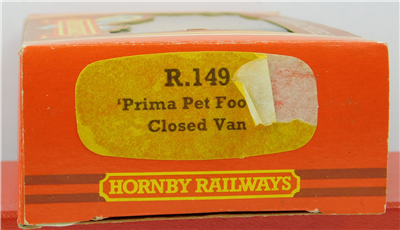 R.149
'Prima Pet Foo
Closed Van
HORNBY RAILWAYS